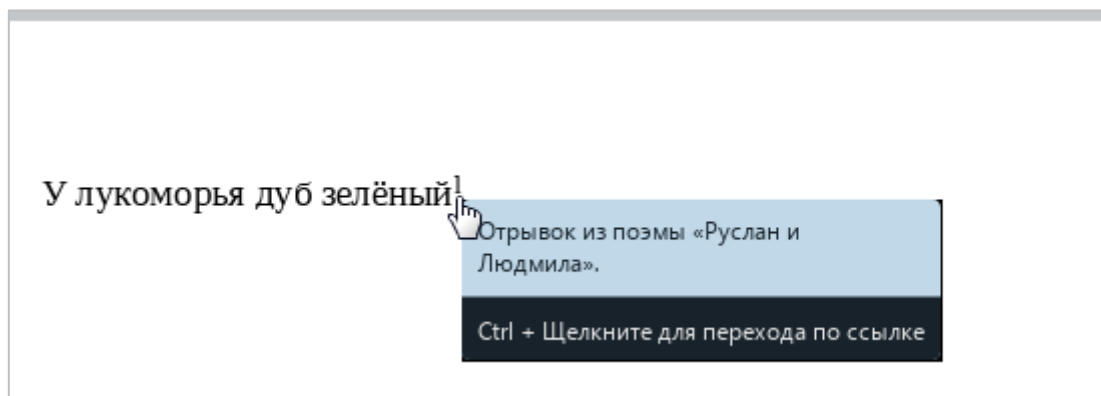 У лукоморья дуб зелёный1
Отрывок из поэмы «Руслан и
Людмила».
Ctrl + Щелкните для перехода по ссылке